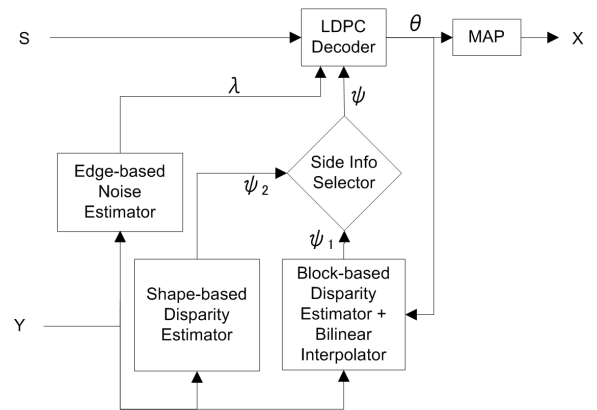 S
LDPC
Decoder
θ
MAP
X
λ
ψ
Edge-based
Noise
Estimator
Side Info
Selector
ψ 2
ψ 1
Shape-based
Disparity
Estimator
Block-based
Disparity
Estimator +
Bilinear
Interpolator
Y